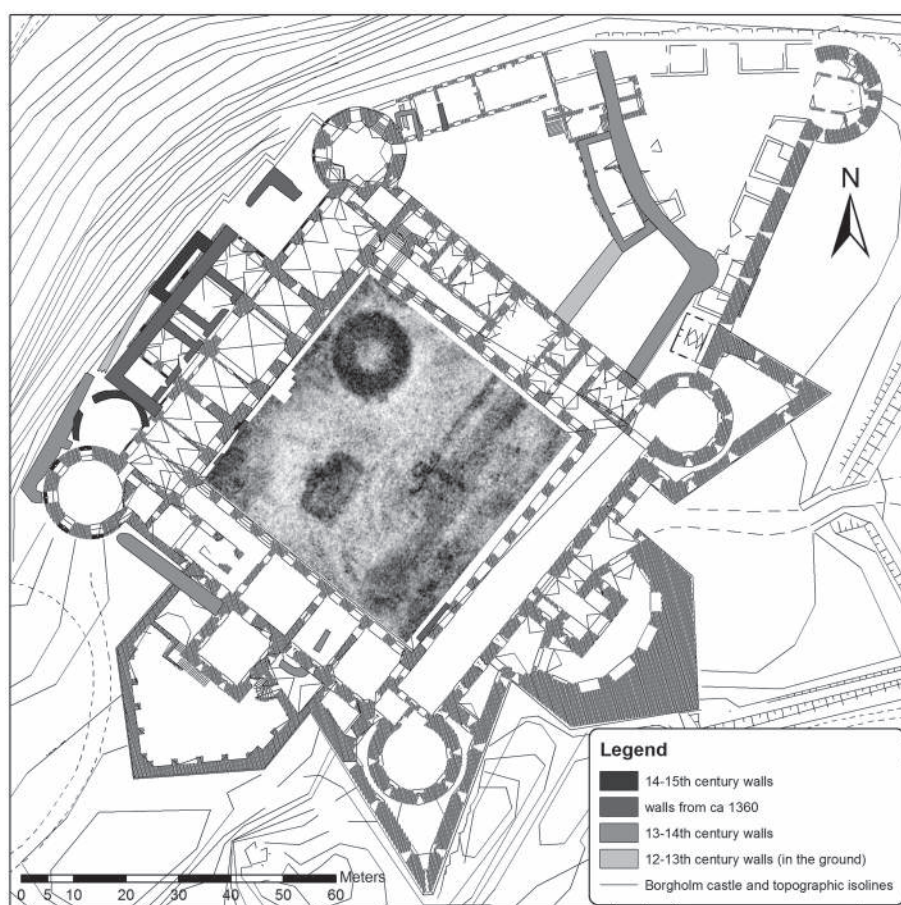 N
Legend
14-15th century walls
walls from ca 1360
13-14th century walls
12-13th century walls (in the ground)
Borgholm castle and topographic isolines
Meters
0 5 10 20 30 40 50 60